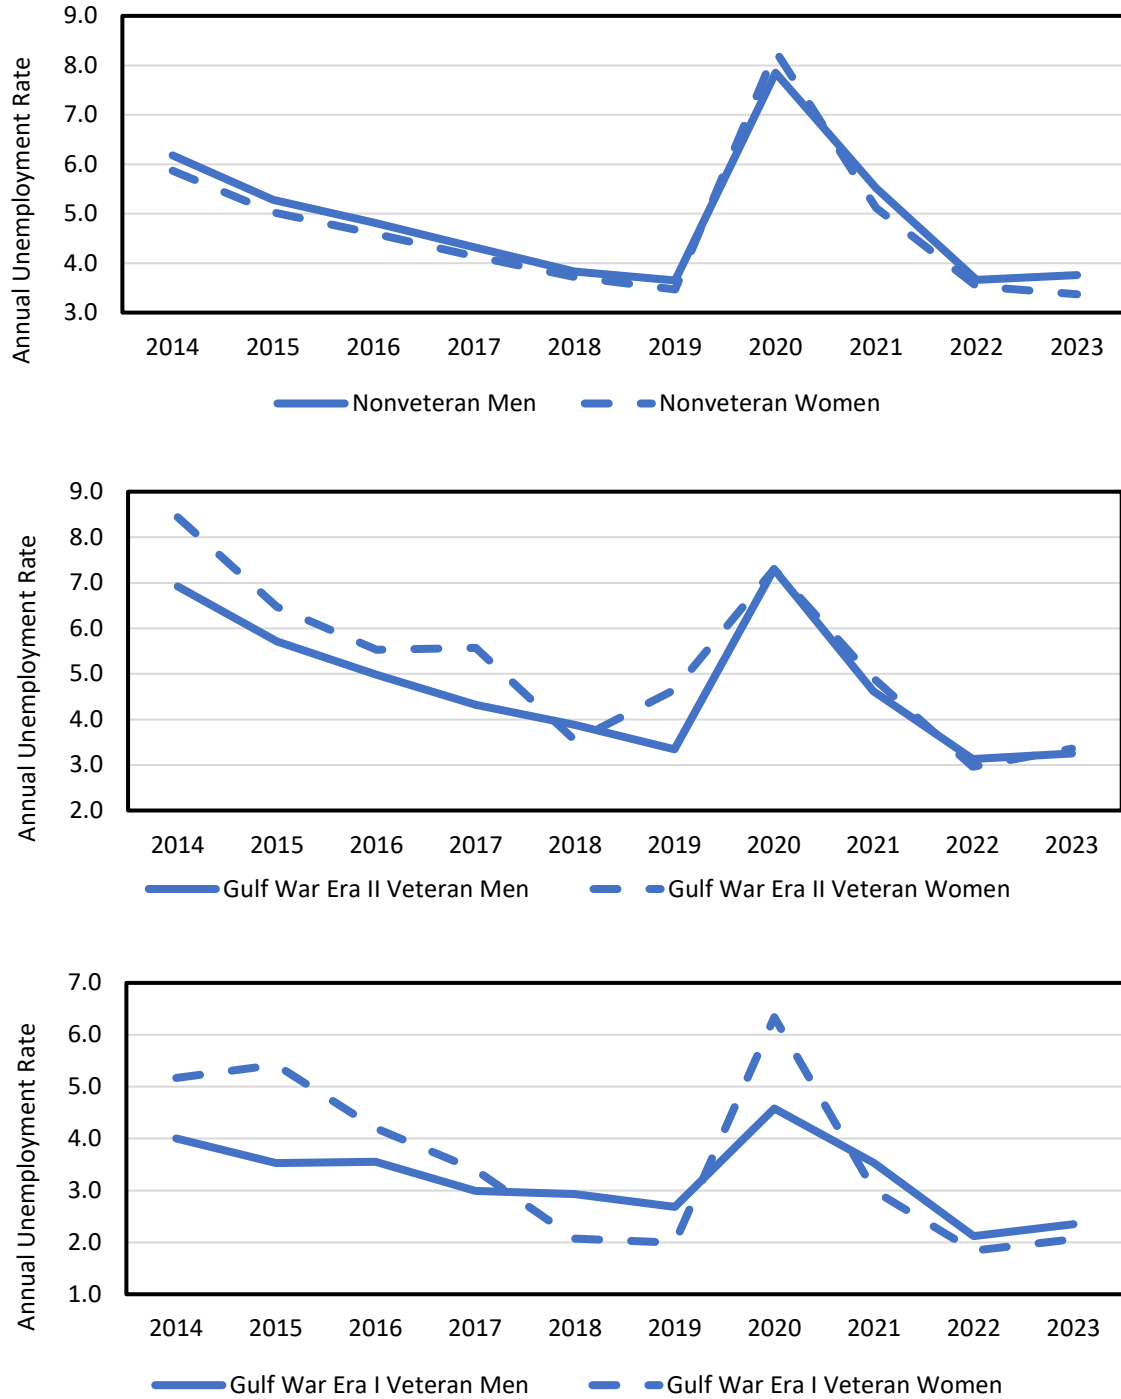 Annual Unemployment Rate
9.0
8.0
7.0
6.0
5.0
4.0
3.0
2014 2015 2016 2017 2018 2019 2020 2021 2022 2023
Nonveteran Men Nonveteran Women
Annual Unemployment Rate
9.0
8.0
7.0
6.0
5.0
4.0
3.0
2.0
2014 2015 2016 2017 2018 2019 2020 2021 2022 2023
Gulf War Era II Veteran Men Gulf War Era II Veteran Women
Annual Unemployment Rate
7.0
6.0
5.0
4.0
3.0
2.0
1.0
2014 2015 2016 2017 2018 2019 2020 2021 2022 2023
Gulf War Era I Veteran Men Gulf War Era I Veteran Women